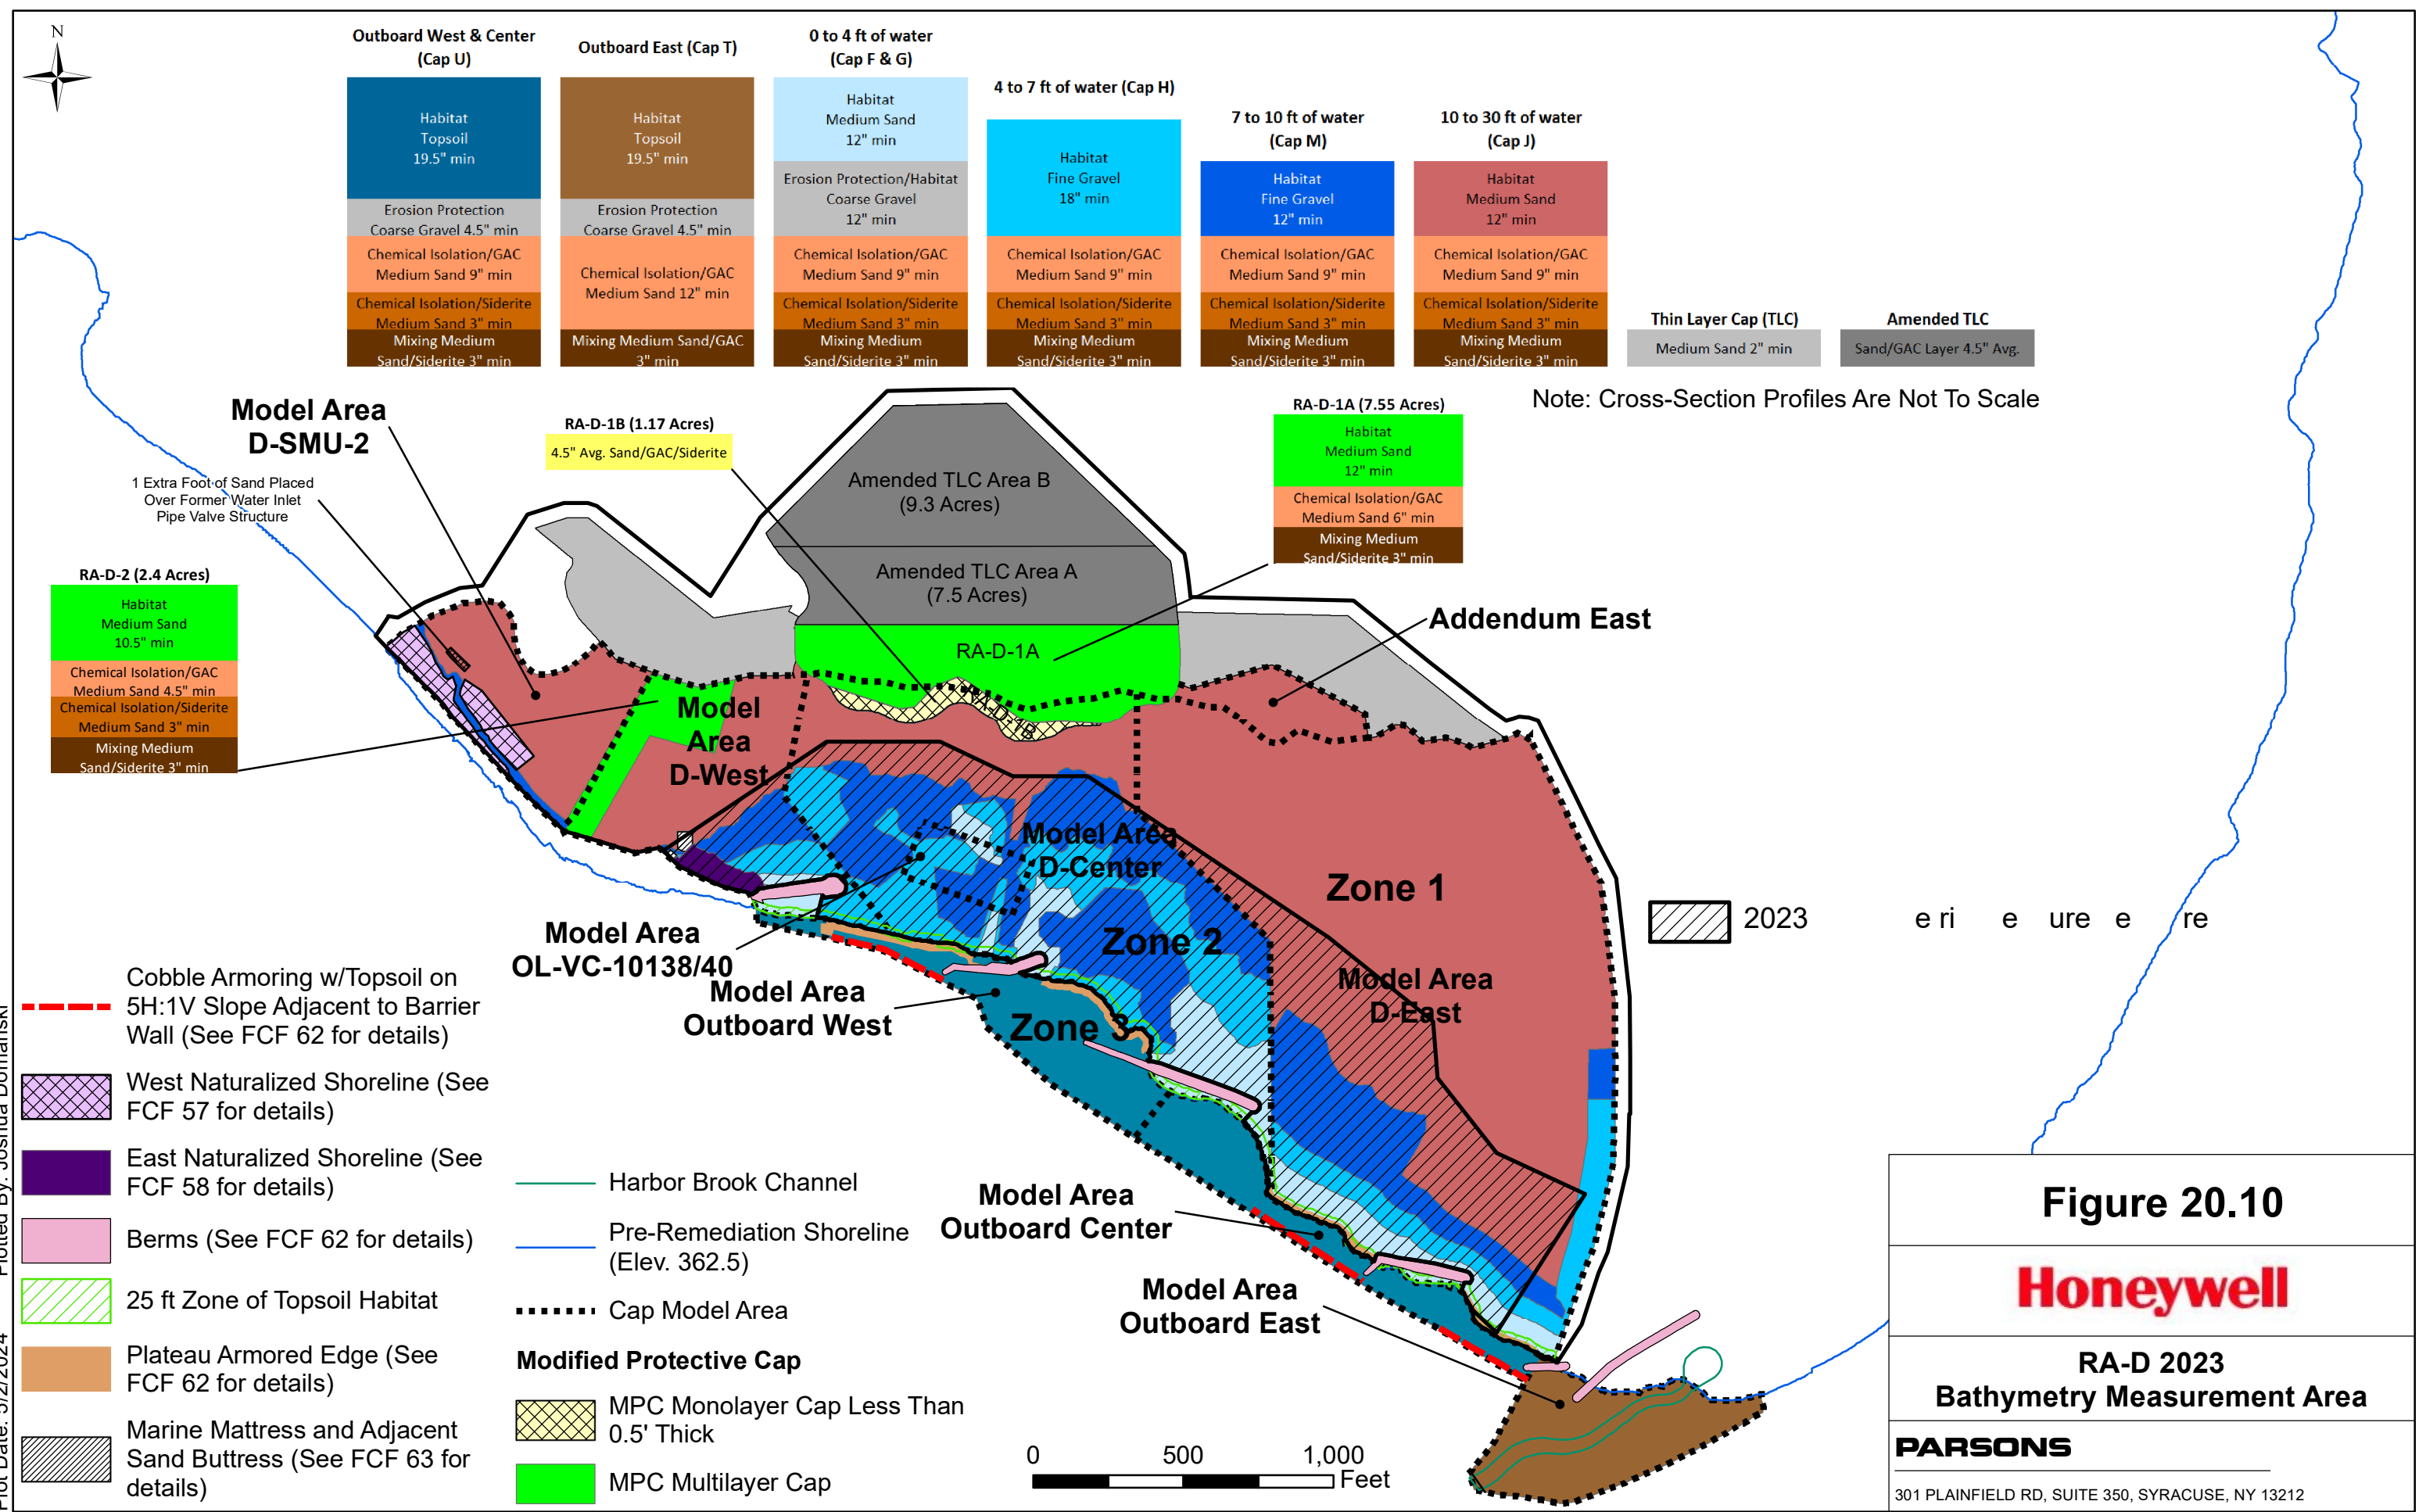 N
Outboard West & Center
(Cap U)
Habitat
Topsoil
19.5" min
Erosion Protection
Coarse Gravel 4.5" min
Chemical Isolation/GAC
Medium Sand 9" min
Chemical Isolation/Siderite
Medium Sand 3" min
Mixing Medium
Sand/Siderite 3" min
Outboard East (Cap T)
Habitat
Topsoil
19.5" min
Erosion Protection
Coarse Gravel 4.5" min
Chemical Isolation/GAC
Medium Sand 12" min
Mixing Medium Sand/GAC
3" min
0 to 4 ft of water
(Cap F & G)
Habitat
Medium Sand
12" min
Erosion Protection/Habitat
Coarse Gravel
12" min
Chemical Isolation/GAC
Medium Sand 9" min
Chemical Isolation/Siderite
Medium Sand 3" min
Mixing Medium
Sand/Siderite 3" min
4 to 7 ft of water (Cap H)
Habitat
Fine Gravel
18" min
Chemical Isolation/GAC
Medium Sand 9" min
Chemical Isolation/Siderite
Medium Sand 3" min
Mixing Medium
Sand/Siderite 3" min
7 to 10 ft of water
(Cap M)
Habitat
Fine Gravel
12" min
Chemical Isolation/GAC
Medium Sand 9" min
Chemical Isolation/Siderite
Medium Sand 3" min
Mixing Medium
Sand/Siderite 3" min
10 to 30 ft of water
(Cap J)
Habitat
Medium Sand
12" min
Chemical Isolation/GAC
Medium Sand 9" min
Chemical Isolation/Siderite
Medium Sand 3" min
Mixing Medium
Sand/Siderite 3" min
Thin Layer Cap (TLC)
Medium Sand 2" min
Amended TLC
Sand/GAC Layer 4.5" Avg.
Note: Cross-Section Profiles Are Not To Scale
Model Area
D-SMU-2
1 Extra Foot of Sand Placed
Over Former Water Inlet
Pipe Valve Structure
RA-D-1B (1.17 Acres)
4.5" Avg. Sand/GAC/Siderite
RA-D-1A (7.55 Acres)
Habitat
Medium Sand
12" min
Chemical Isolation/GAC
Medium Sand 6" min
Mixing Medium
Sand/Siderite 3" min
RA-D-2 (2.4 Acres)
Habitat
Medium Sand
10.5" min
Chemical Isolation/GAC
Medium Sand 4.5" min
Chemical Isolation/Siderite
Medium Sand 3" min
Mixing Medium
Sand/Siderite 3" min
Amended TLC Area B
(9.3 Acres)
Amended TLC Area A
(7.5 Acres)
RA-D-1A
RA-D-1B
Addendum East
Model
Area
D-West
Model Area
D-Center
Zone 1
Zone 2
Zone 3
Model Area
D-East
Model Area
OL-VC-10138/40
Model Area
Outboard West
Model Area
Outboard Center
Model Area
Outboard East
2023 e ri e ure e re
Cobble Armoring w/Topsoil on
5H:1V Slope Adjacent to Barrier
Wall (See FCF 62 for details)
West Naturalized Shoreline (See
FCF 57 for details)
East Naturalized Shoreline (See
FCF 58 for details)
Berms (See FCF 62 for details)
25 ft Zone of Topsoil Habitat
Plateau Armored Edge (See
FCF 62 for details)
Marine Mattress and Adjacent
Sand Buttress (See FCF 63 for
details)
Harbor Brook Channel
Pre-Remediation Shoreline
(Elev. 362.5)
Cap Model Area
Modified Protective Cap
MPC Monolayer Cap Less Than
0.5' Thick
MPC Multilayer Cap
0 500 1,000
Feet
Figure 20.10
Honeywell
RA-D 2023
Bathymetry Measurement Area
PARSONS
301 PLAINFIELD RD, SUITE 350, SYRACUSE, NY 13212
Plot Date: 5/2/2024 Plotted By: Joshua Domanski